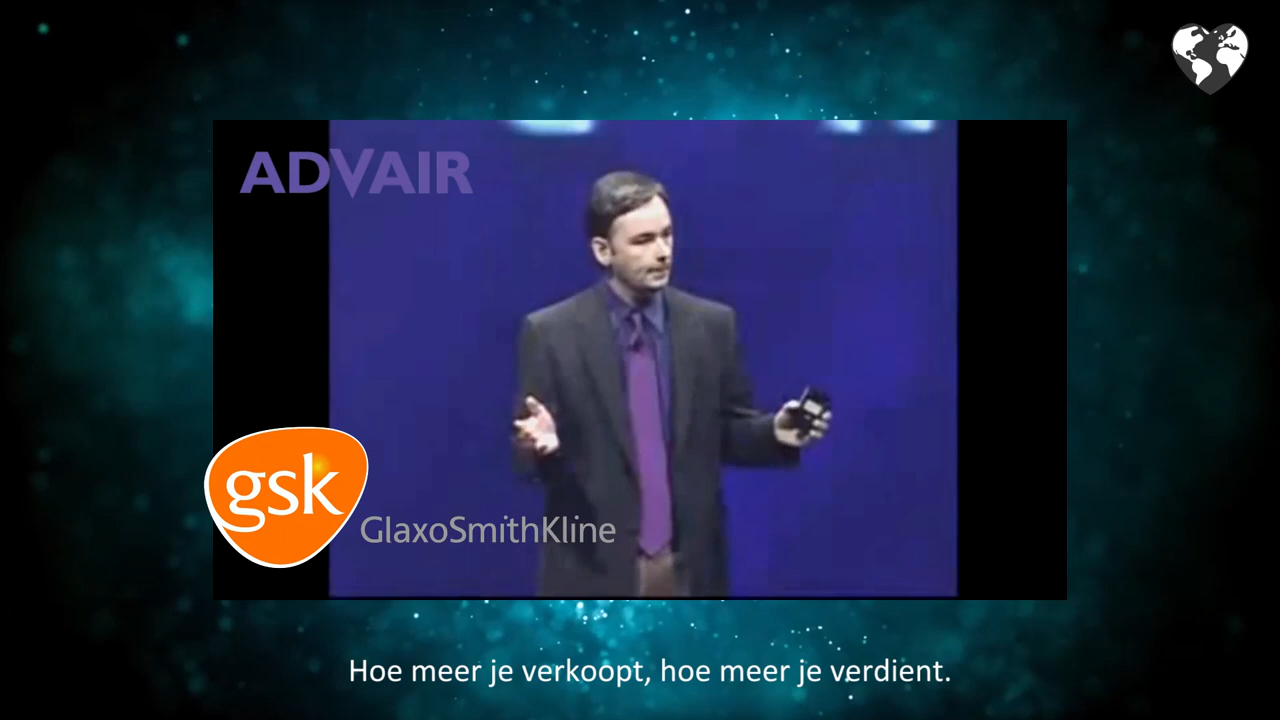 ADVAIR
gsk
GlaxoSmithKline
Hoe meer je verkoopt, hoe meer je verdient.